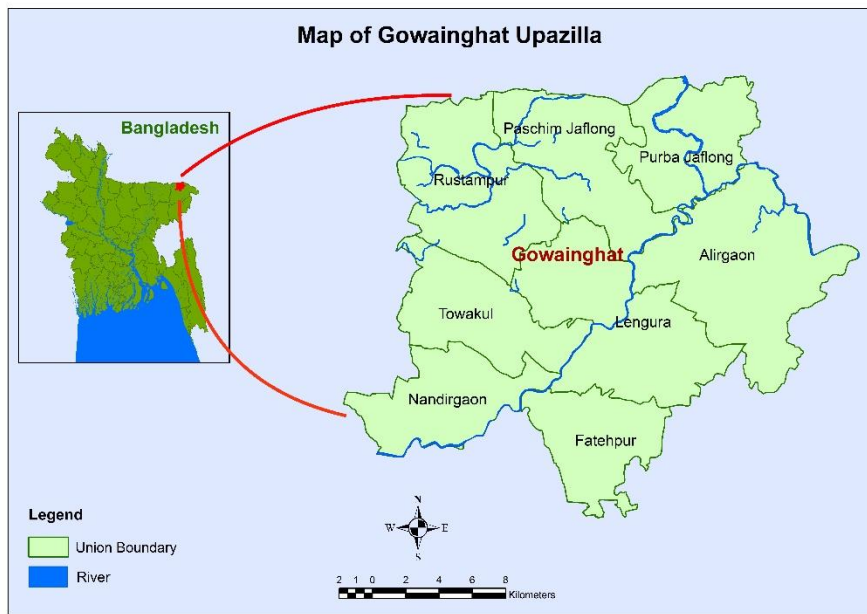 Map of Gowainghat Upazilla
Bangladesh
Paschim Jaflong
Purba Jaflong
Rustampur
Gowainghat
Alirgaon
Towakul
Lengura
Nandirgaon
Fatehpur
N
W E
S
Legend
Union Boundary
River
2 1 0 2 4 6 8
Kilometers